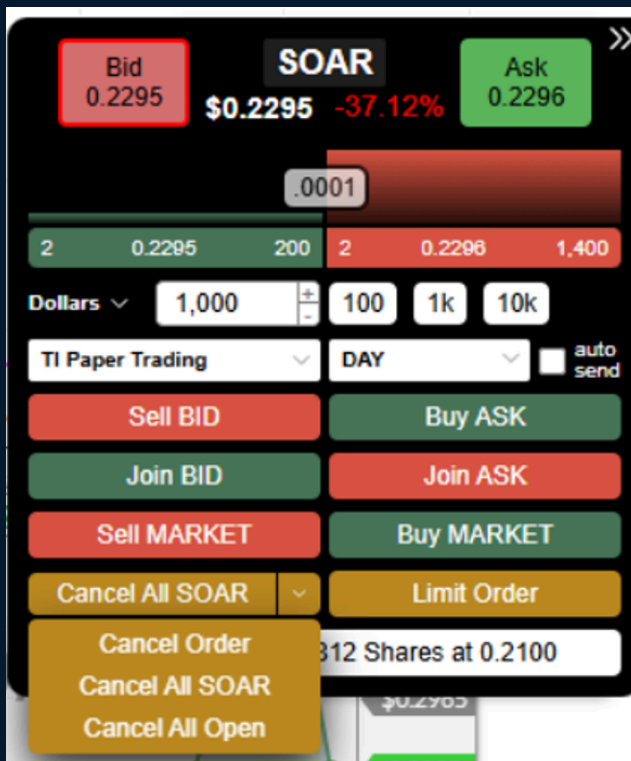 Bid
0.2295
SOAR
$0.2295 -37.12%
Ask
0.2296
.0001
2 0.2295 200 2 0.2296 1,400
Dollars 1,000 + - 100 1k 10k
TI Paper Trading DAY auto send
Sell BID Buy ASK
Join BID Join ASK
Sell MARKET Buy MARKET
Cancel All SOAR Limit Order
Cancel Order
312 Shares at 0.2100
Cancel All SOAR
Cancel All Open
$0.2985